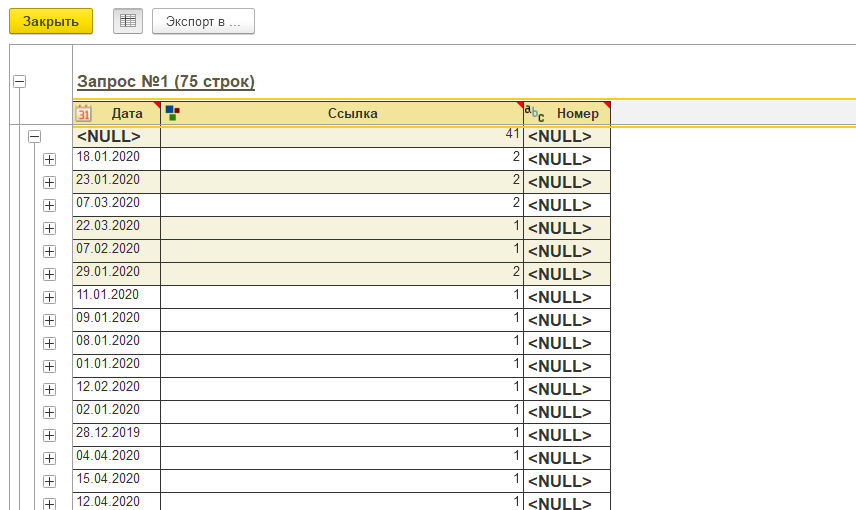 Закрыть Экспорт в ...
Запрос №1 (75 строк)
31 Дата Ссылка abc Номер
<NULL> 41 <NULL>
18.01.2020 2 <NULL>
23.01.2020 2 <NULL>
07.03.2020 2 <NULL>
22.03.2020 1 <NULL>
07.02.2020 1 <NULL>
29.01.2020 2 <NULL>
11.01.2020 1 <NULL>
09.01.2020 1 <NULL>
08.01.2020 1 <NULL>
01.01.2020 1 <NULL>
12.02.2020 1 <NULL>
02.01.2020 1 <NULL>
28.12.2019 1 <NULL>
04.04.2020 1 <NULL>
15.04.2020 1 <NULL>
12.04.2020 1 <NULL>